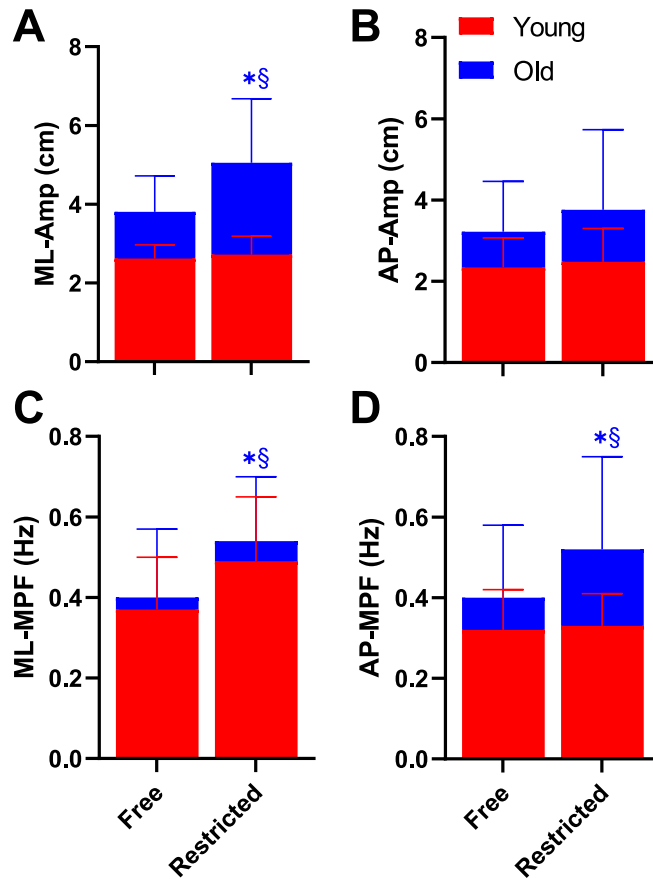 A
ML-Amp (cm)
8
6
4
2
0
*§
B
AP-Amp (cm)
8
6
4
2
0
Young
Old
C
ML-MPF (Hz)
0.8
0.6
0.4
0.2
0.0
*§
Free
Restricted
D
AP-MPF (Hz)
0.8
0.6
0.4
0.2
0.0
*§
Free
Restricted